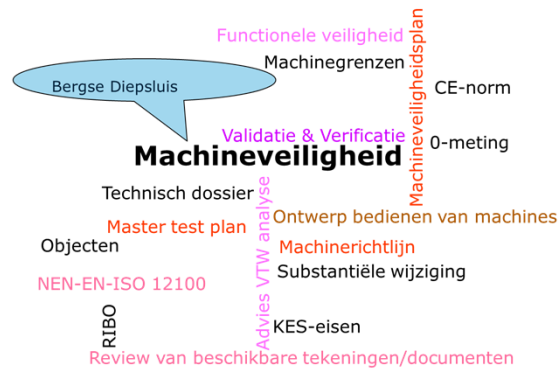 Functionele veiligheid
Machinegrenzen
Machineveiligheidsplan
Bergse Diepsluis
CE-norm
Validatie & Verificatie
0-meting
Machineveiligheid
Technisch dossier
Advies VTW analyse
Ontwerp bedienen van machines
Master test plan
Objecten
Machinerichtlijn
Substantiële wijziging
NEN-EN-ISO 12100
RIBO
KES-eisen
Review van beschikbare tekeningen/documenten